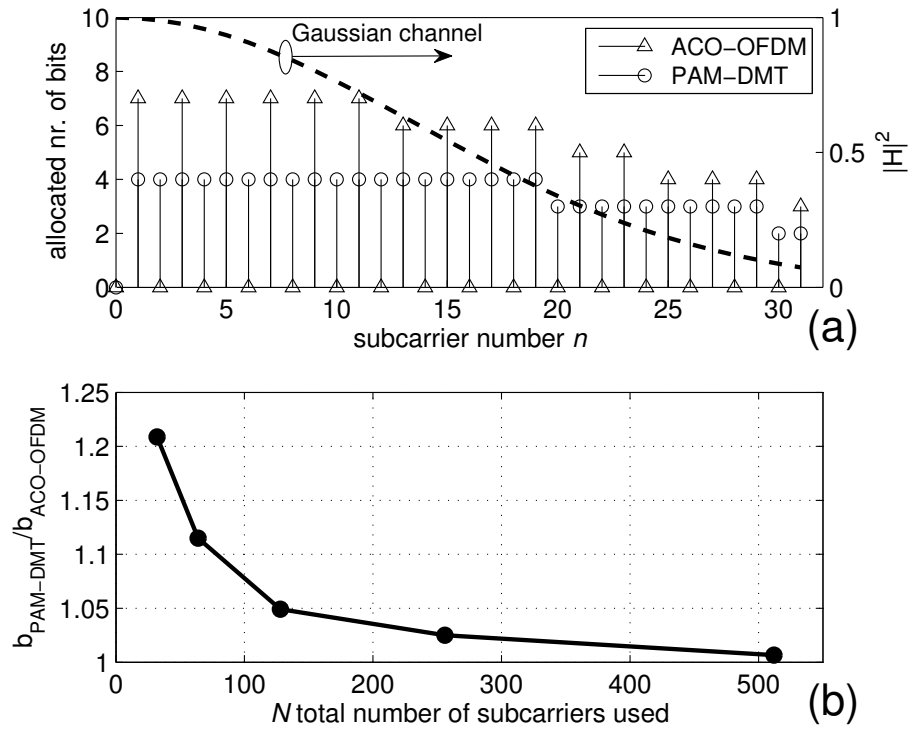 10
8
6
4
2
0
allocated nr. of bits
Gaussian channel
ACO−OFDM
PAM−DMT
1
0.5
0
|H|²
0 5 10 15 20 25 30
subcarrier number n
(a)
1.25
1.2
1.15
1.1
1.05
1
b_PAM−DMT/b_ACO−OFDM
0 100 200 300 400 500
N total number of subcarriers used
(b)